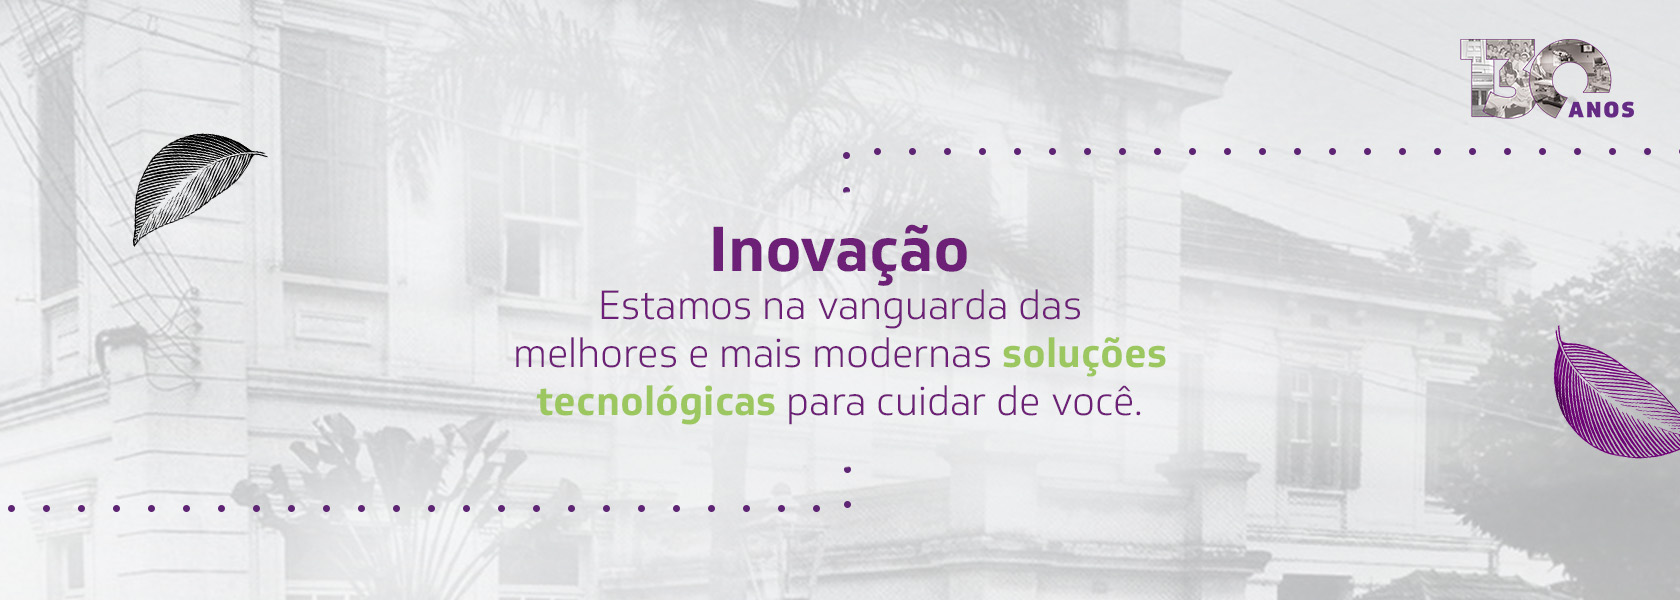 130
ANOS
Inovação
Estamos na vanguarda das
melhores e mais modernas soluções
tecnológicas para cuidar de você.